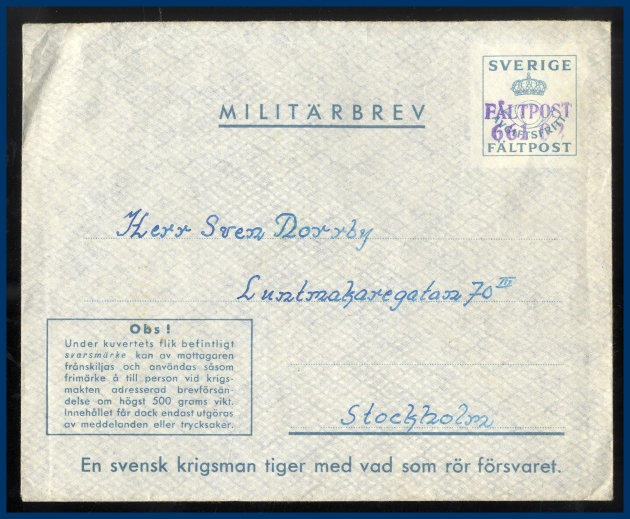 SVERIGE
MILITÄRBREV
FÄLTPOST
AVGIFTSFRITT
FÄLTPOST
Herr Sven Norrby
Luntmakaregatan 70 III
Obs !
Under kuvertets flik befintligt
svarsmärke kan av mottagaren
frånskiljas och användas såsom
frimärke å till person vid krigs-
makten adresserad brevförsän-
delse om högst 500 grams vikt.
Innehållet får dock endast utgöras
av meddelanden eller trycksaker.
Stockholm
En svensk krigsman tiger med vad som rör försvaret.